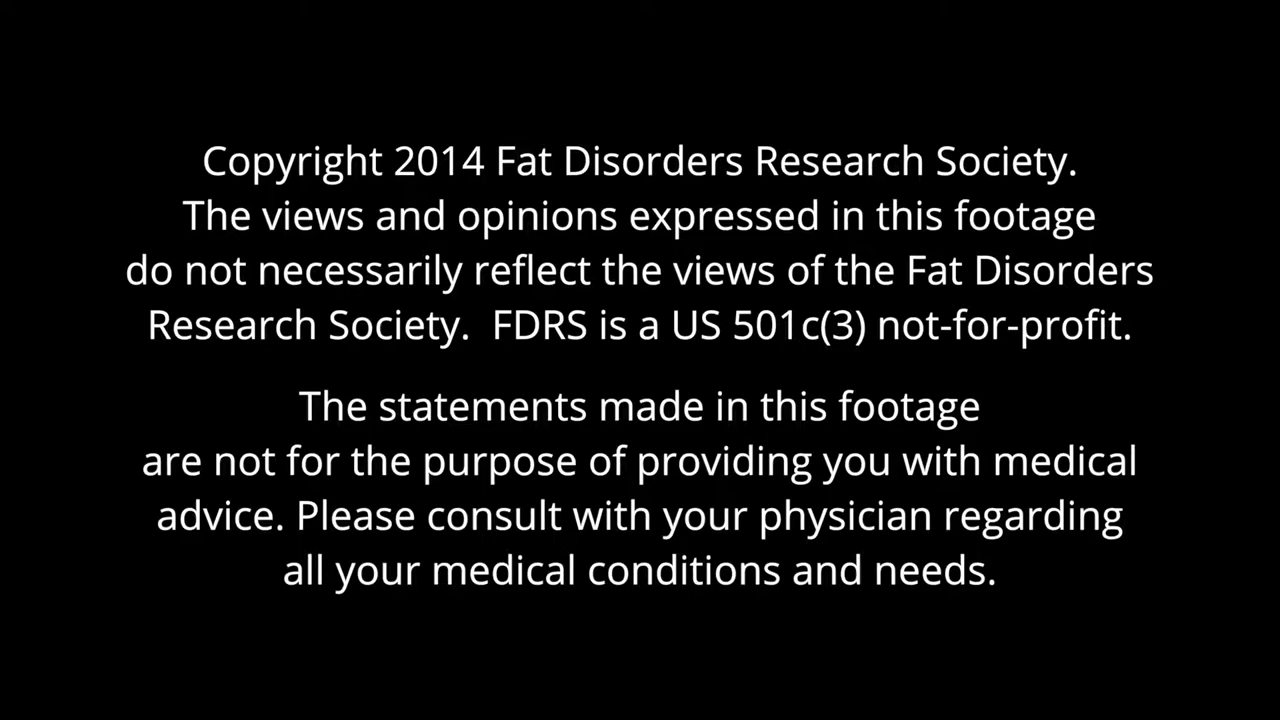 Copyright 2014 Fat Disorders Research Society.
The views and opinions expressed in this footage
do not necessarily reflect the views of the Fat Disorders
Research Society.  FDRS is a US 501c(3) not-for-profit.
The statements made in this footage
are not for the purpose of providing you with medical
advice. Please consult with your physician regarding
all your medical conditions and needs.